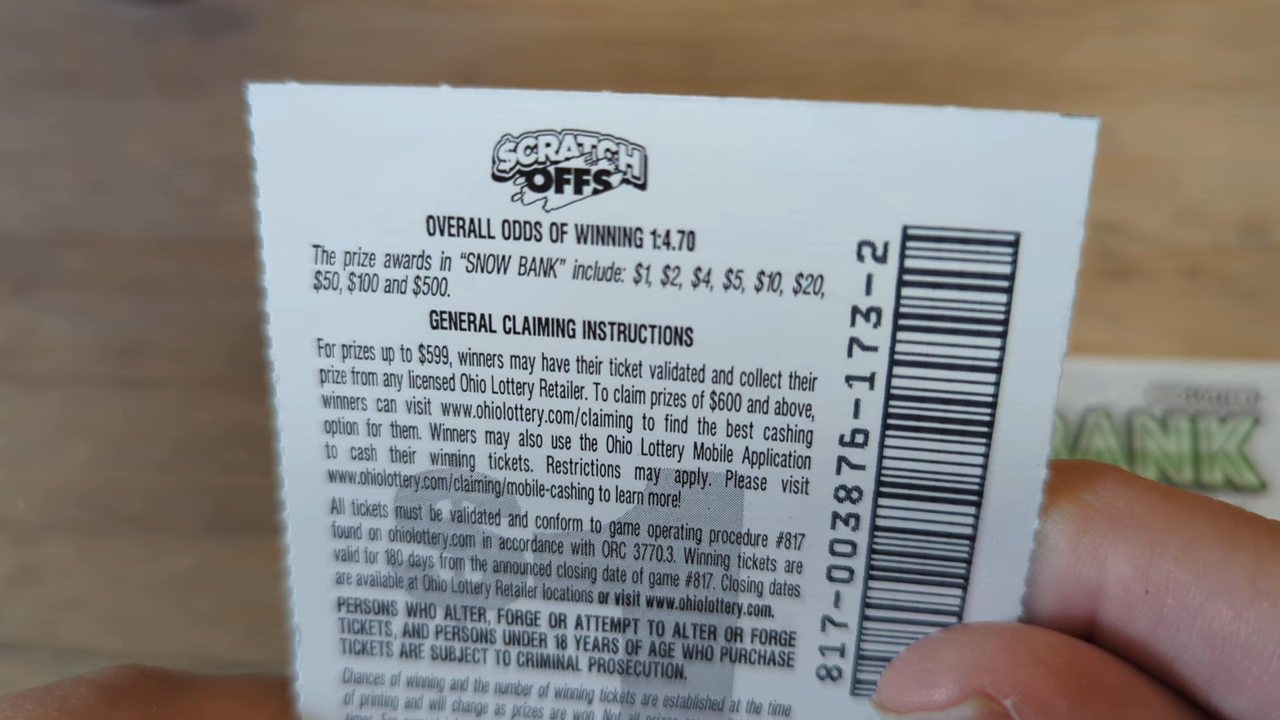 SCRATCH
OFFS
OVERALL ODDS OF WINNING 1:4.70
The prize awards in “SNOW BANK” include: $1, $2, $4, $5, $10, $20,
$50, $100 and $500.
GENERAL CLAIMING INSTRUCTIONS
For prizes up to $599, winners may have their ticket validated and collect their
prize from any licensed Ohio Lottery Retailer. To claim prizes of $600 and above,
winners can visit www.ohiolottery.com/claiming to find the best cashing
option for them. Winners may also use the Ohio Lottery Mobile Application
to cash their winning tickets. Restrictions may apply. Please visit
www.ohiolottery.com/claiming/mobile-cashing to learn more!
All tickets must be validated and conform to game operating procedure #817
found on ohiolottery.com in accordance with ORC 3770.3. Winning tickets are
valid for 180 days from the announced closing date of game #817. Closing dates
are available at Ohio Lottery Retailer locations or visit www.ohiolottery.com.
PERSONS WHO ALTER, FORGE OR ATTEMPT TO ALTER OR FORGE
TICKETS, AND PERSONS UNDER 18 YEARS OF AGE WHO PURCHASE
TICKETS ARE SUBJECT TO CRIMINAL PROSECUTION.
Chances of winning and the number of winning tickets are established at the time
of printing and will change as prizes are won. Not all prizes
$1
817-003876-173-2
BANK